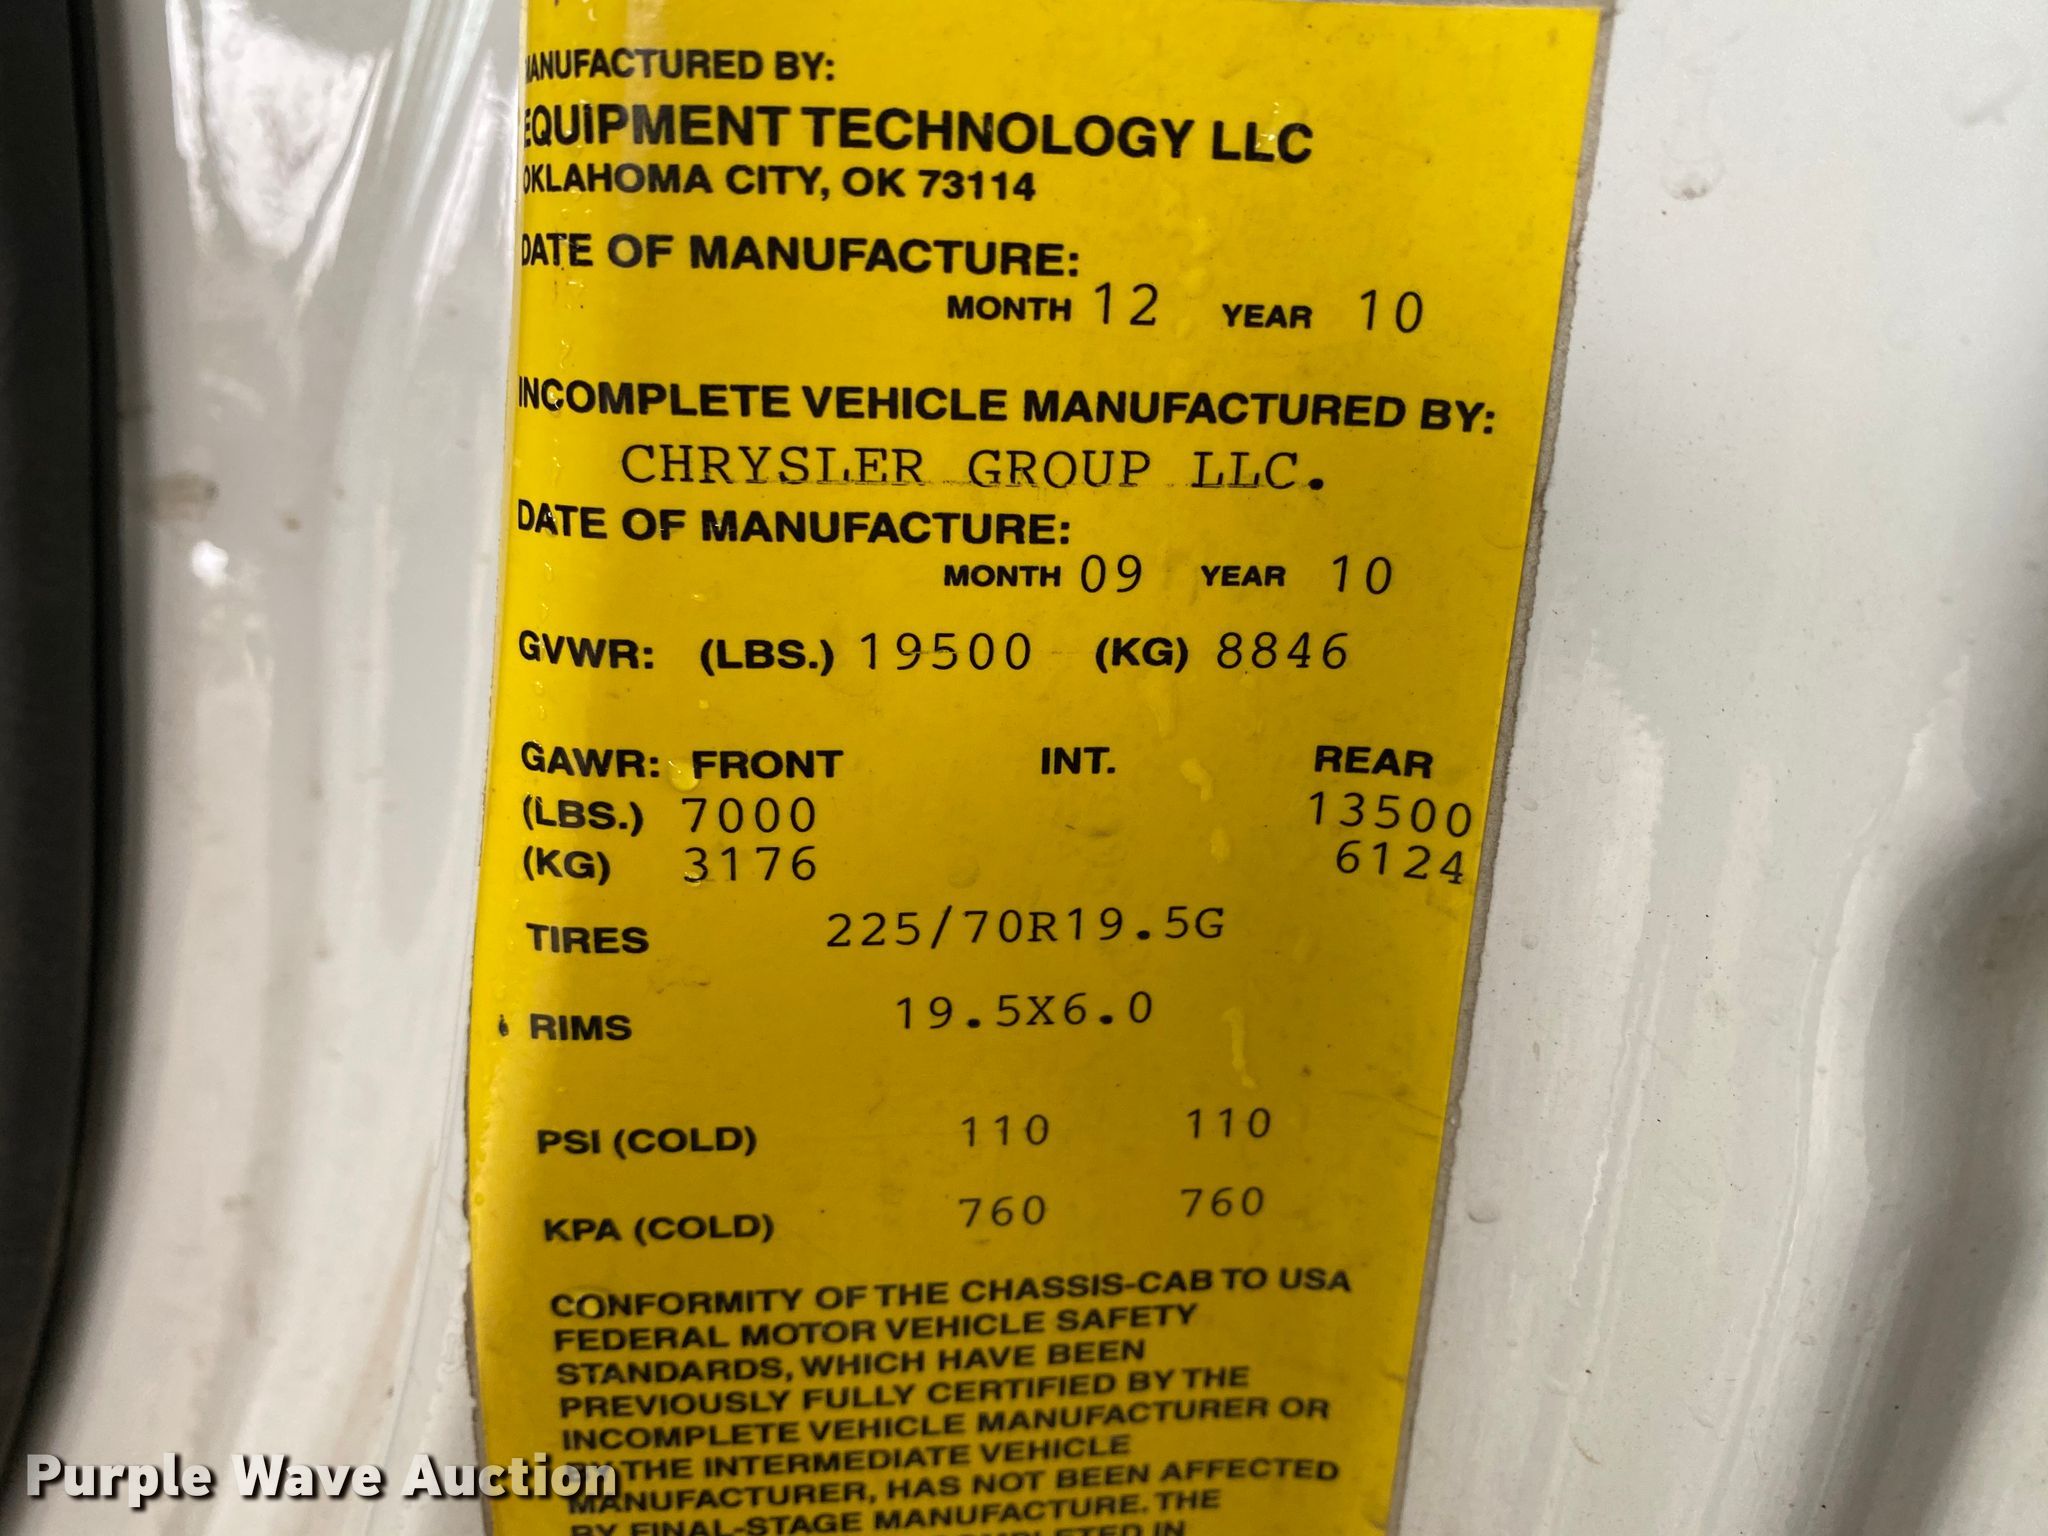 MANUFACTURED BY:
EQUIPMENT TECHNOLOGY LLC
OKLAHOMA CITY, OK 73114
DATE OF MANUFACTURE:
MONTH 12 YEAR 10
INCOMPLETE VEHICLE MANUFACTURED BY:
CHRYSLER GROUP LLC.
DATE OF MANUFACTURE:
MONTH 09 YEAR 10
GVWR: (LBS.) 19500 (KG) 8846
GAWR: FRONT INT. REAR
(LBS.) 7000 13500
(KG) 3176 6124
TIRES 225/70R19.5G
RIMS 19.5X6.0
PSI (COLD) 110 110
KPA (COLD) 760 760
CONFORMITY OF THE CHASSIS-CAB TO USA
FEDERAL MOTOR VEHICLE SAFETY
STANDARDS, WHICH HAVE BEEN
PREVIOUSLY FULLY CERTIFIED BY THE
INCOMPLETE VEHICLE MANUFACTURER OR
BY THE INTERMEDIATE VEHICLE
MANUFACTURER, HAS NOT BEEN AFFECTED
BY FINAL-STAGE MANUFACTURE. THE
COMPLETED IN
Purple Wave Auction